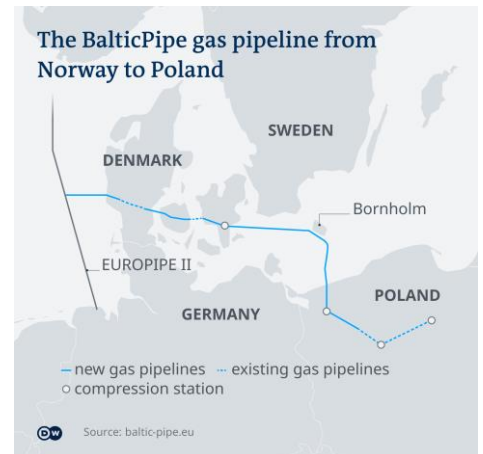 The BalticPipe gas pipeline from
Norway to Poland
SWEDEN
DENMARK
Bornholm
EUROPIPE II
POLAND
GERMANY
new gas pipelines
existing gas pipelines
compression station
DW
Source: baltic-pipe.eu